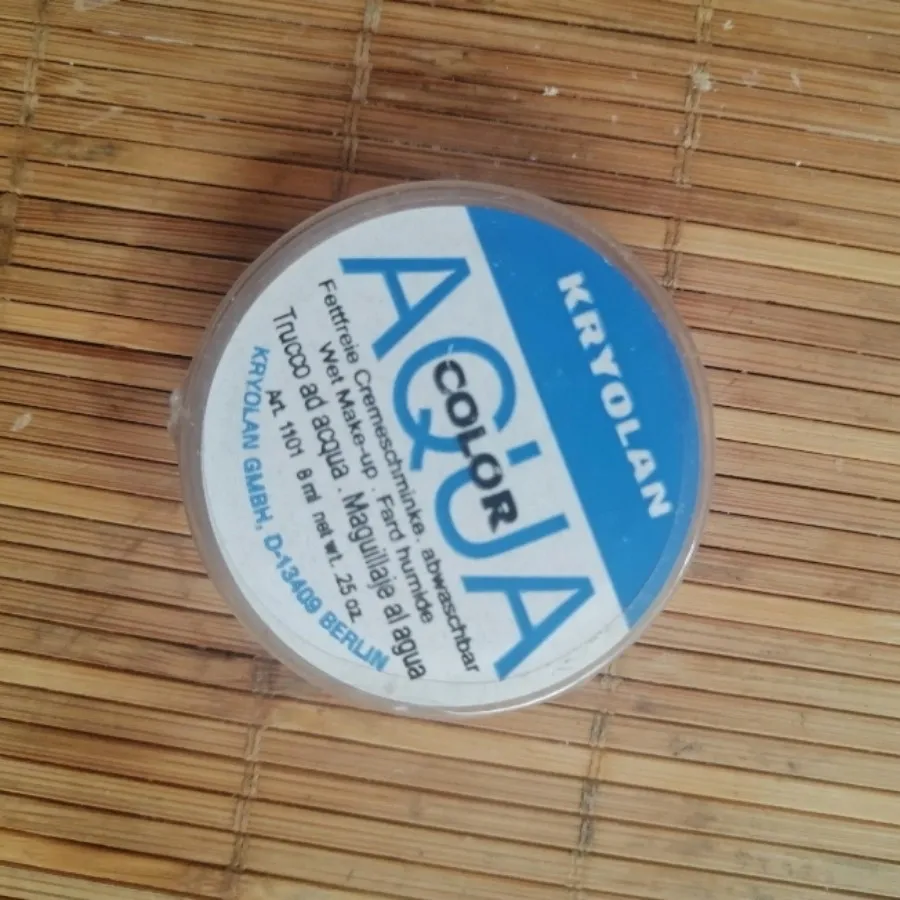 KRYOLAN
AQUA
COLOR
Fettfreie Cremeschminke. abwaschbar
Wet Make-up . Fard humide
Trucco ad acqua . Maquillaje al agua
Art. 1101 8 ml net wt. 25 oz
KRYOLAN GMBH, D-13409 BERLIN